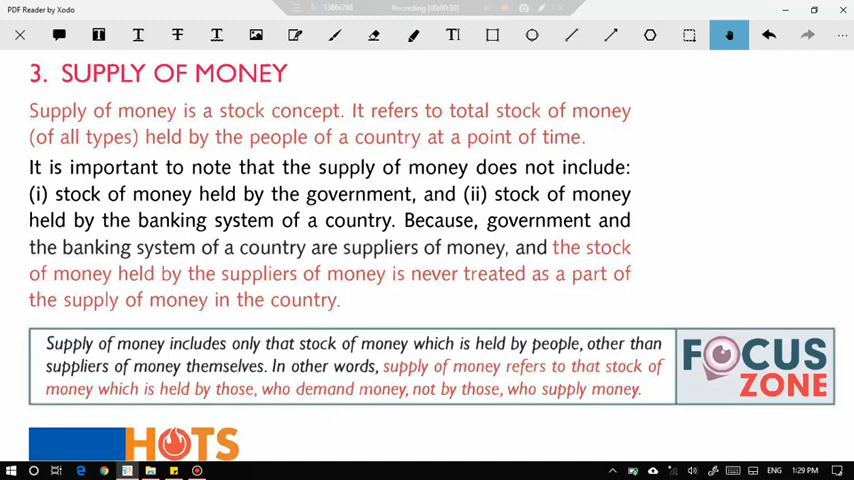 PDF Reader by Xodo
1366x768
Recording [00:00:30]
3. SUPPLY OF MONEY
Supply of money is a stock concept. It refers to total stock of money
(of all types) held by the people of a country at a point of time.
It is important to note that the supply of money does not include:
(i) stock of money held by the government, and (ii) stock of money
held by the banking system of a country. Because, government and
the banking system of a country are suppliers of money, and the stock
of money held by the suppliers of money is never treated as a part of
the supply of money in the country.
Supply of money includes only that stock of money which is held by people, other than
suppliers of money themselves. In other words, supply of money refers to that stock of
money which is held by those, who demand money, not by those, who supply money.
FOCUS
ZONE
HOTS
ENG
1:29 PM